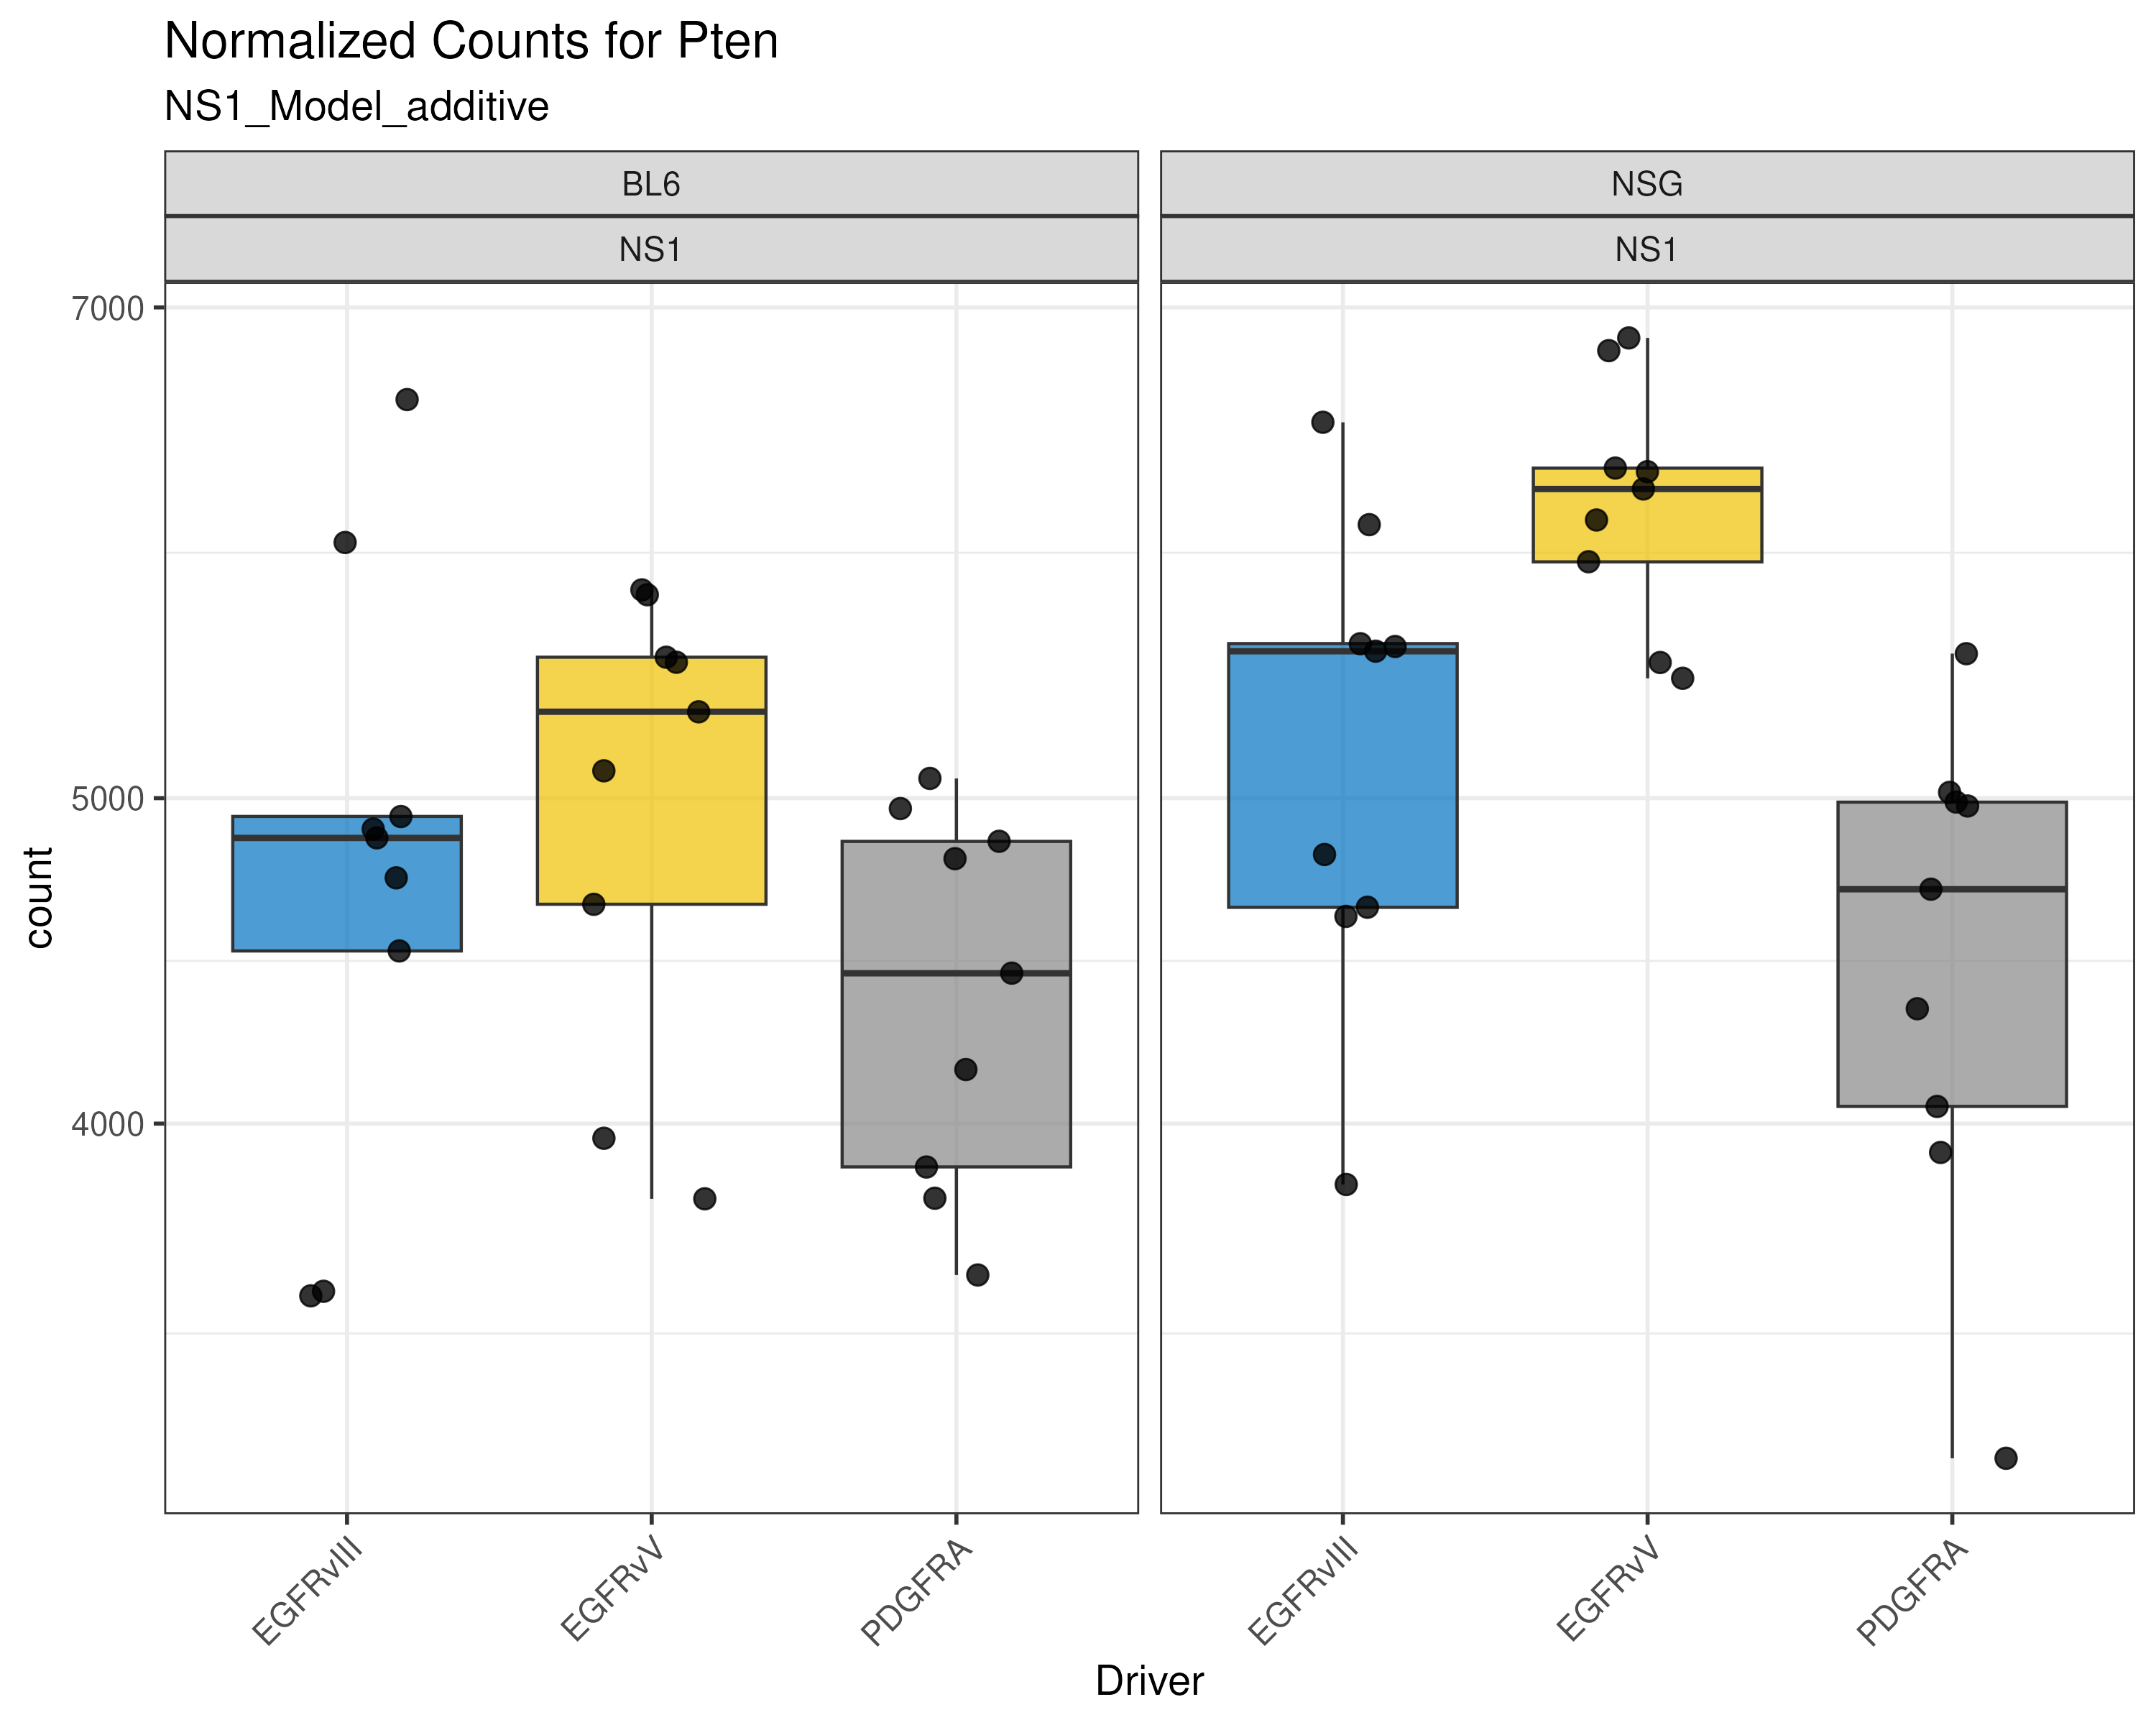 Normalized Counts for Pten
NS1_Model_additive
BL6
NSG
NS1
NS1
7000
5000
4000
count
EGFRvIII
EGFRvV
PDGFRA
EGFRvIII
EGFRvV
PDGFRA
Driver